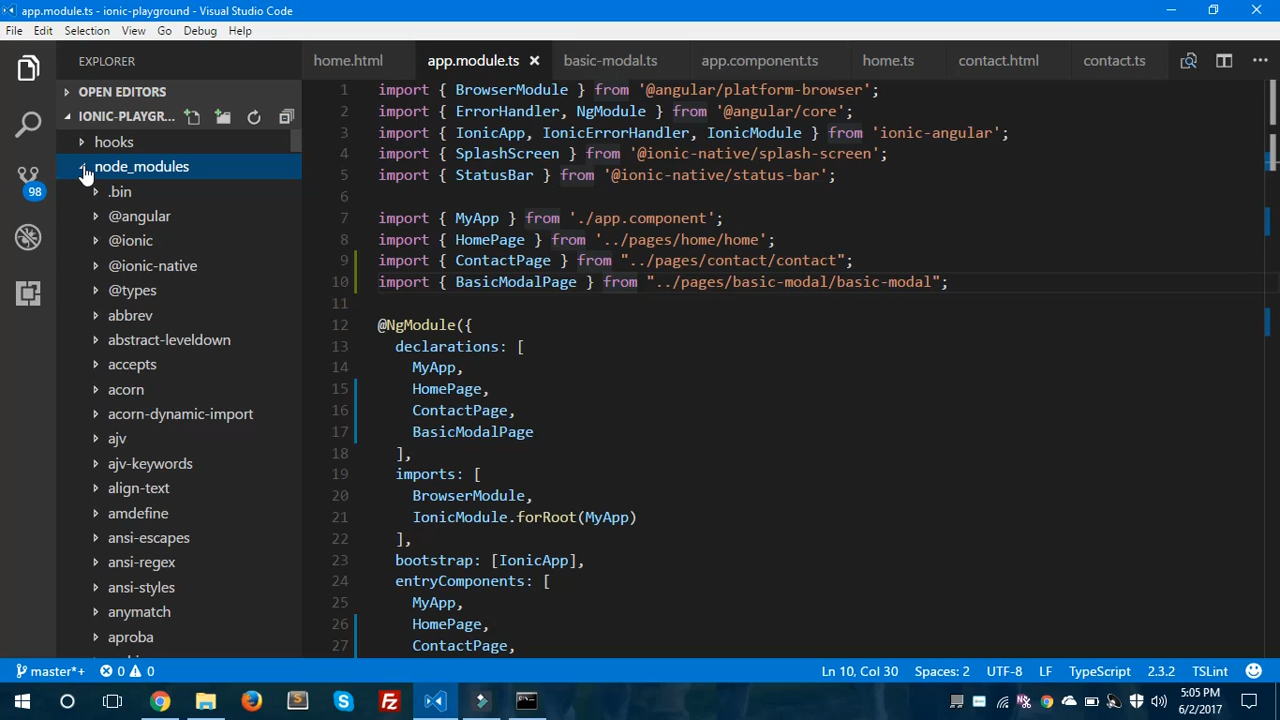 app.module.ts - ionic-playground - Visual Studio Code
File Edit Selection View Go Debug Help
EXPLORER
OPEN EDITORS
IONIC-PLAYGR...
hooks
node_modules
.bin
@angular
@ionic
@ionic-native
@types
abbrev
abstract-leveldown
accepts
acorn
acorn-dynamic-import
ajv
ajv-keywords
align-text
amdefine
ansi-escapes
ansi-regex
ansi-styles
anymatch
aproba
98
home.html app.module.ts basic-modal.ts app.component.ts home.ts contact.html contact.ts
1 import { BrowserModule } from '@angular/platform-browser';
2 import { ErrorHandler, NgModule } from '@angular/core';
3 import { IonicApp, IonicErrorHandler, IonicModule } from 'ionic-angular';
4 import { SplashScreen } from '@ionic-native/splash-screen';
5 import { StatusBar } from '@ionic-native/status-bar';
6
7 import { MyApp } from './app.component';
8 import { HomePage } from '../pages/home/home';
9 import { ContactPage } from "../pages/contact/contact";
10 import { BasicModalPage } from "../pages/basic-modal/basic-modal";
11
12 @NgModule({
13 declarations: [
14 MyApp,
15 HomePage,
16 ContactPage,
17 BasicModalPage
18 ],
19 imports: [
20 BrowserModule,
21 IonicModule.forRoot(MyApp)
22 ],
23 bootstrap: [IonicApp],
24 entryComponents: [
25 MyApp,
26 HomePage,
27 ContactPage,
master*+ 0 0 Ln 10, Col 30 Spaces: 2 UTF-8 LF TypeScript 2.3.2 TSLint
5:05 PM
6/2/2017